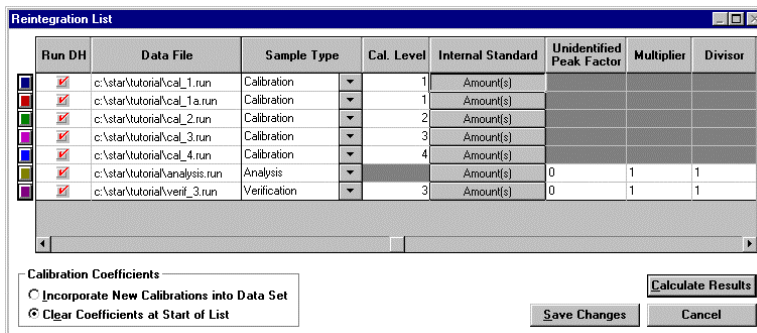 Reintegration List
Run DH Data File Sample Type Cal. Level Internal Standard Unidentified Peak Factor Multiplier Divisor
c:\star\tutorial\cal_1.run Calibration 1 Amount(s)
c:\star\tutorial\cal_1a.run Calibration 1 Amount(s)
c:\star\tutorial\cal_2.run Calibration 2 Amount(s)
c:\star\tutorial\cal_3.run Calibration 3 Amount(s)
c:\star\tutorial\cal_4.run Calibration 4 Amount(s)
c:\star\tutorial\analysis.run Analysis Amount(s) 0 1 1
c:\star\tutorial\verif_3.run Verification 3 Amount(s) 0 1 1
Calibration Coefficients
Incorporate New Calibrations into Data Set
Clear Coefficients at Start of List
Calculate Results
Save Changes Cancel